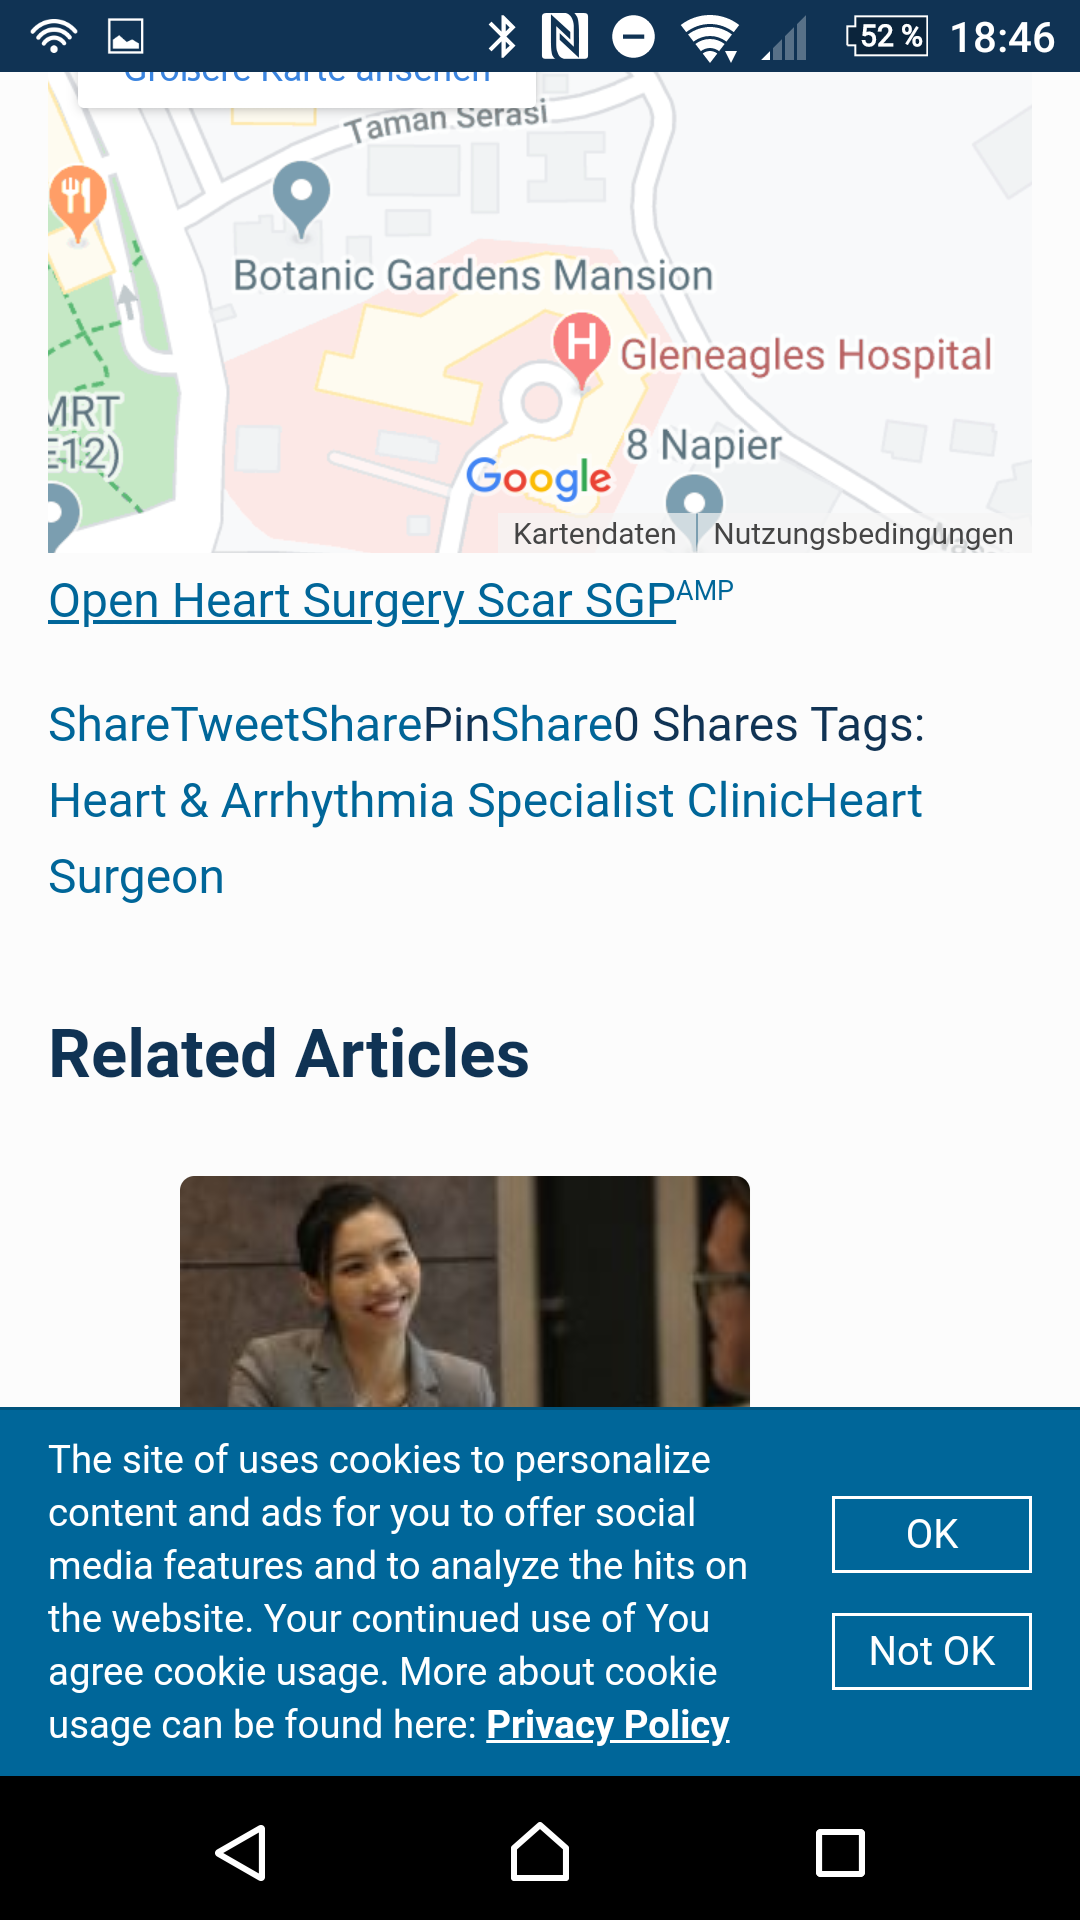 52 % 18:46
Größere Karte ansehen
Taman Serasi
Botanic Gardens Mansion
H Gleneagles Hospital
MRT
E12)
8 Napier
Google
Kartendaten Nutzungsbedingungen
Open Heart Surgery Scar SGP AMP
ShareTweetSharePinShare0 Shares Tags:
Heart & Arrhythmia Specialist ClinicHeart
Surgeon
Related Articles
The site of uses cookies to personalize
content and ads for you to offer social
media features and to analyze the hits on
the website. Your continued use of You
agree cookie usage. More about cookie
usage can be found here: Privacy Policy
OK
Not OK